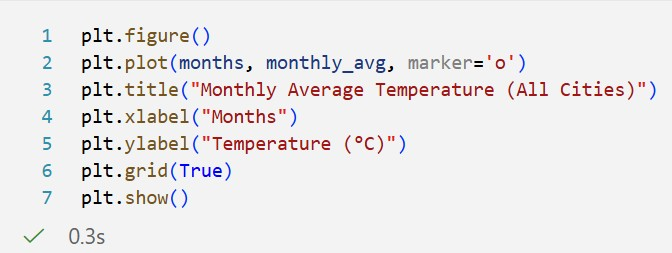 1 plt.figure()
2 plt.plot(months, monthly_avg, marker='o')
3 plt.title("Monthly Average Temperature (All Cities)")
4 plt.xlabel("Months")
5 plt.ylabel("Temperature (°C)")
6 plt.grid(True)
7 plt.show()
0.3s